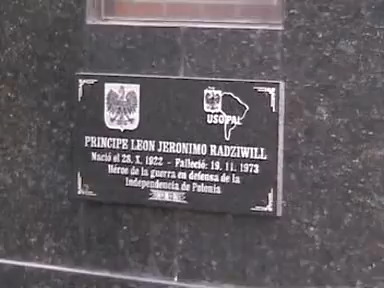 USOPAL
PRINCIPE LEON JERONIMO RADZIWILL
Nació el 28. X. 1922 - Falleció: 19. 11. 1973
Héroe de la guerra en defensa de la
Independencia de Polonia